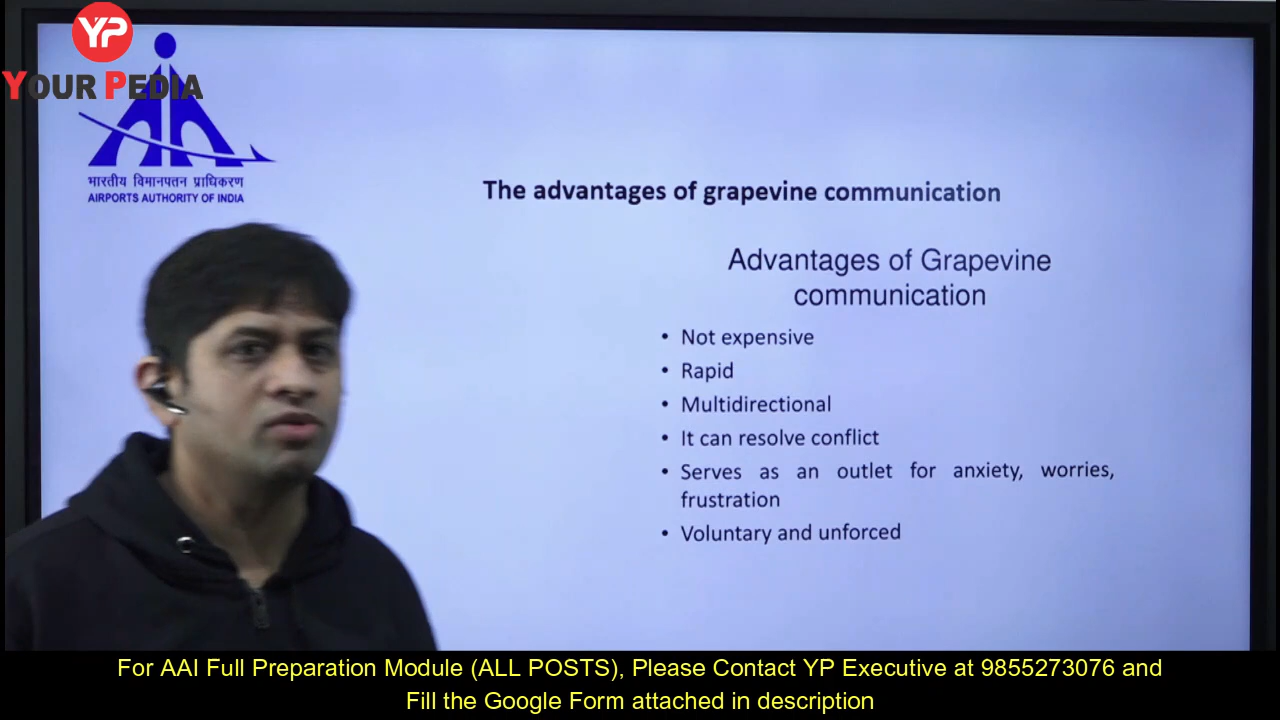 YP
YOUR PEDIA
भारतीय विमानपतन प्राधिकरण
AIRPORTS AUTHORITY OF INDIA
The advantages of grapevine communication
Advantages of Grapevine
communication
• Not expensive
• Rapid
• Multidirectional
• It can resolve conflict
• Serves as an outlet for anxiety, worries,
frustration
• Voluntary and unforced
For AAI Full Preparation Module (ALL POSTS), Please Contact YP Executive at 9855273076 and
Fill the Google Form attached in description